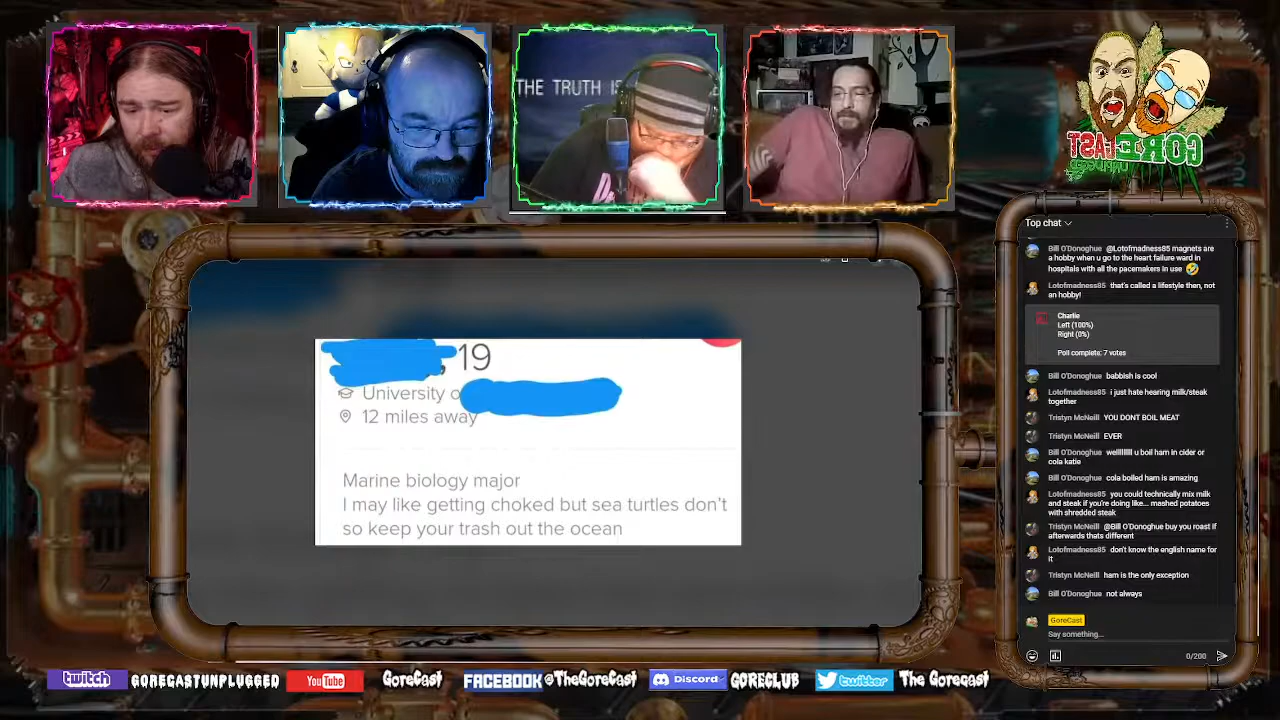 THE TRUTH IS
GORECAST
UNPLUGGED
Top chat
Bill O'Donoghue @Lotofmadness85 magnets are
a hobby when u go to the heart failure ward in
hospitals with all the pacemakers in use 🤣
Lotofmadness85 that's called a lifestyle then, not
an hobby!
Charlie
Left (100%)
Right (0%)
Poll complete: 7 votes
Bill O'Donoghue babbish is cool
Lotofmadness85 i just hate hearing milk/steak
together
Tristyn McNeill YOU DONT BOIL MEAT
Tristyn McNeill EVER
Bill O'Donoghue wellllllll u boil ham in cider or
cola katie
Bill O'Donoghue cola boiled ham is amazing
Lotofmadness85 you could technically mix milk
and steak if you're doing like... mashed potatoes
with shredded steak
Tristyn McNeill @Bill O'Donoghue buy you roast if
afterwards thats different
Lotofmadness85 don't know the english name for
it
Tristyn McNeill ham is the only exception
Bill O'Donoghue not always
GoreCast
Say something...
0/200
, 19
University o
12 miles away
Marine biology major
I may like getting choked but sea turtles don't
so keep your trash out the ocean
twitch GORECASTUNPLUGGED YouTube GoreCast FACEBOOK @TheGoreCast Discord GORECLUB twitter The Gorecast